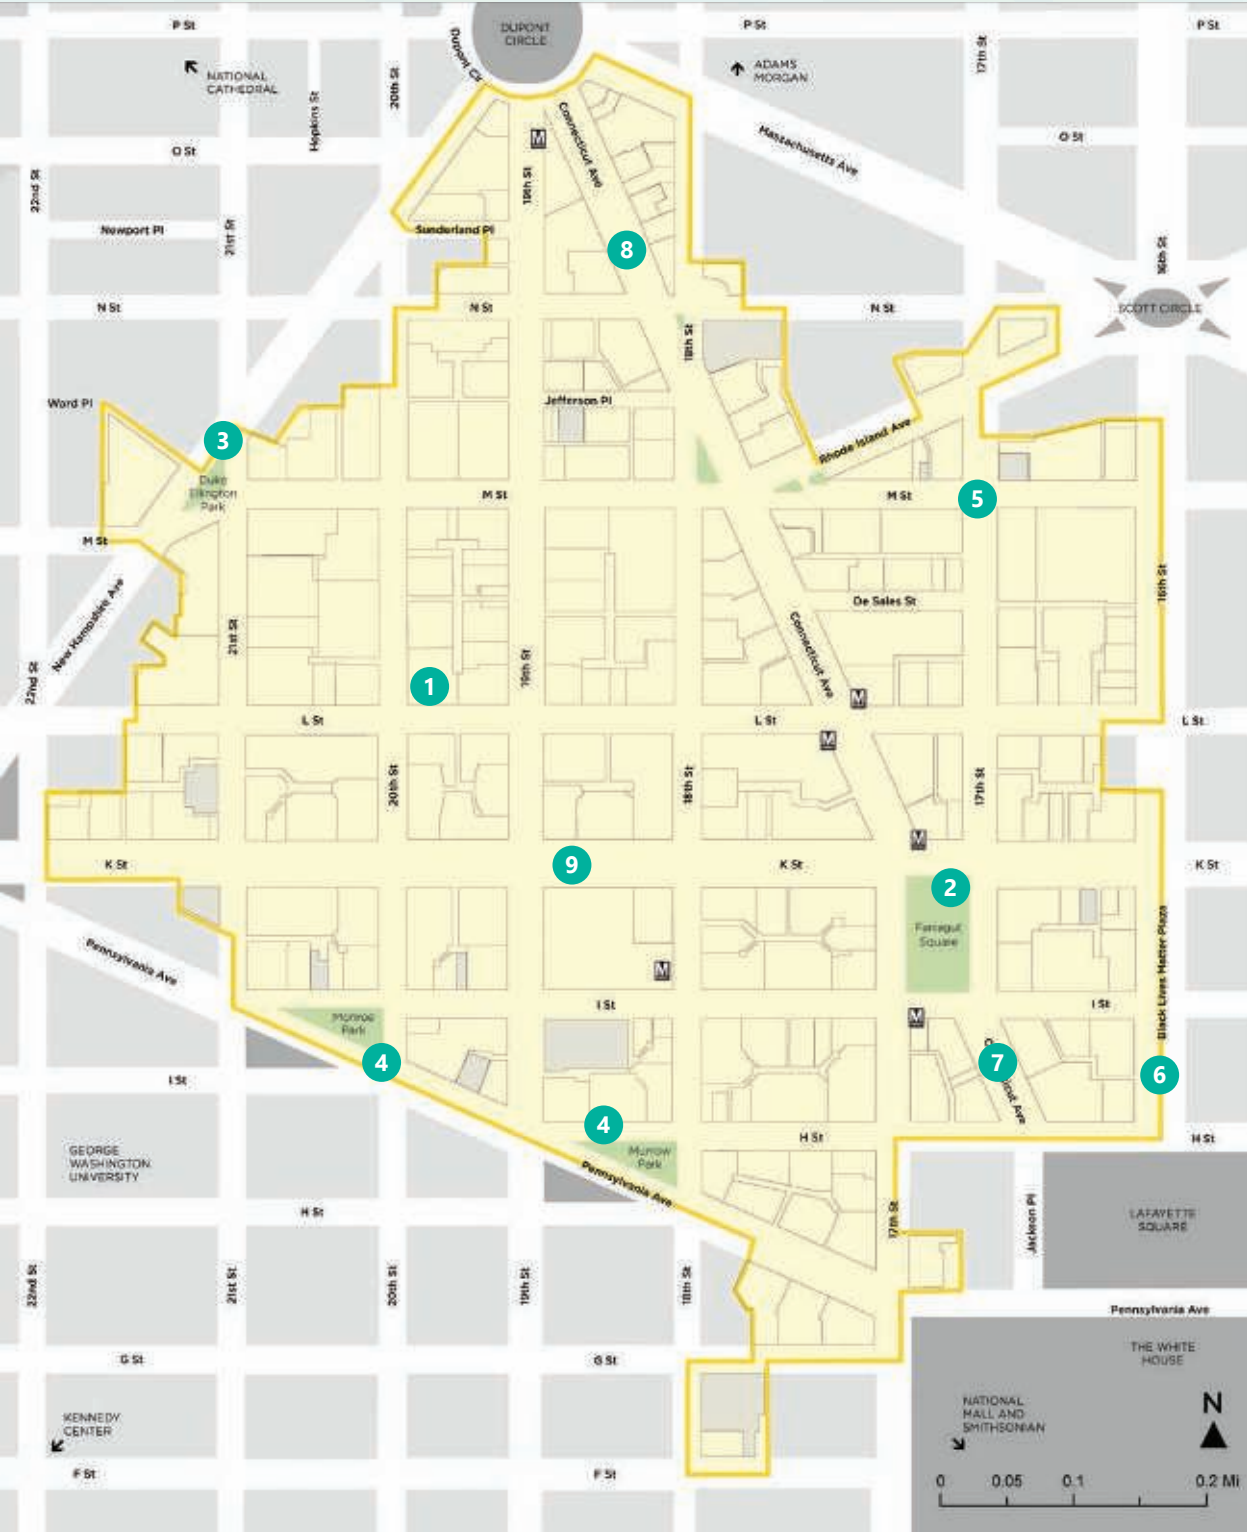 P St
DUPONT
CIRCLE
P St
P St
Dupont Cir
17th St
NATIONAL
CATHEDRAL
20th St
Hopkins St
ADAMS
MORGAN
Connecticut Ave
M
Massachusetts Ave
O St
O St
22nd St
19th St
21st St
Newport Pl
Sunderland Pl
8
16th St
N St
N St
N St
SCOTT CIRCLE
18th St
Ward Pl
Jefferson Pl
3
Rhode Island Ave
Duke
Ellington
Park
M St
M St
5
M St
New Hampshire Ave
16th St
De Sales St
21st St
Connecticut Ave
22nd St
19th St
1
M
L St
L St
L St
M
20th St
18th St
17th St
M
K St
9
K St
K St
2
Farragut
Square
Pennsylvania Ave
Black Lives Matter Plaza
M
I St
I St
Monroe
Park
M
4
7
6
I St
cut Ave
4
H St
H St
GEORGE
WASHINGTON
UNIVERSITY
Murrow
Park
Pennsylvania Ave
H St
17th St
Jackson Pl
LAFAYETTE
SQUARE
22nd St
21st St
20th St
19th St
18th St
Pennsylvania Ave
G St
G St
THE WHITE
HOUSE
KENNEDY
CENTER
NATIONAL
MALL AND
SMITHSONIAN
N
F St
F St
0 0.05 0.1 0.2 Mi